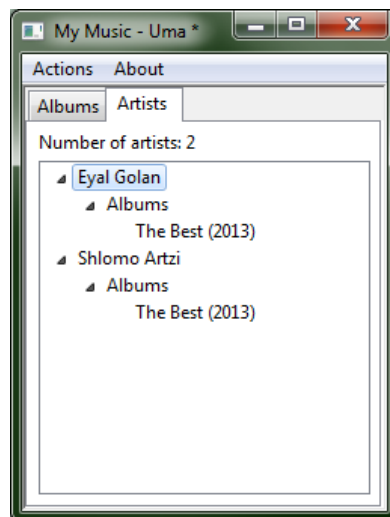 My Music - Uma *
Actions About
Albums Artists
Number of artists: 2
Eyal Golan
Albums
The Best (2013)
Shlomo Artzi
Albums
The Best (2013)